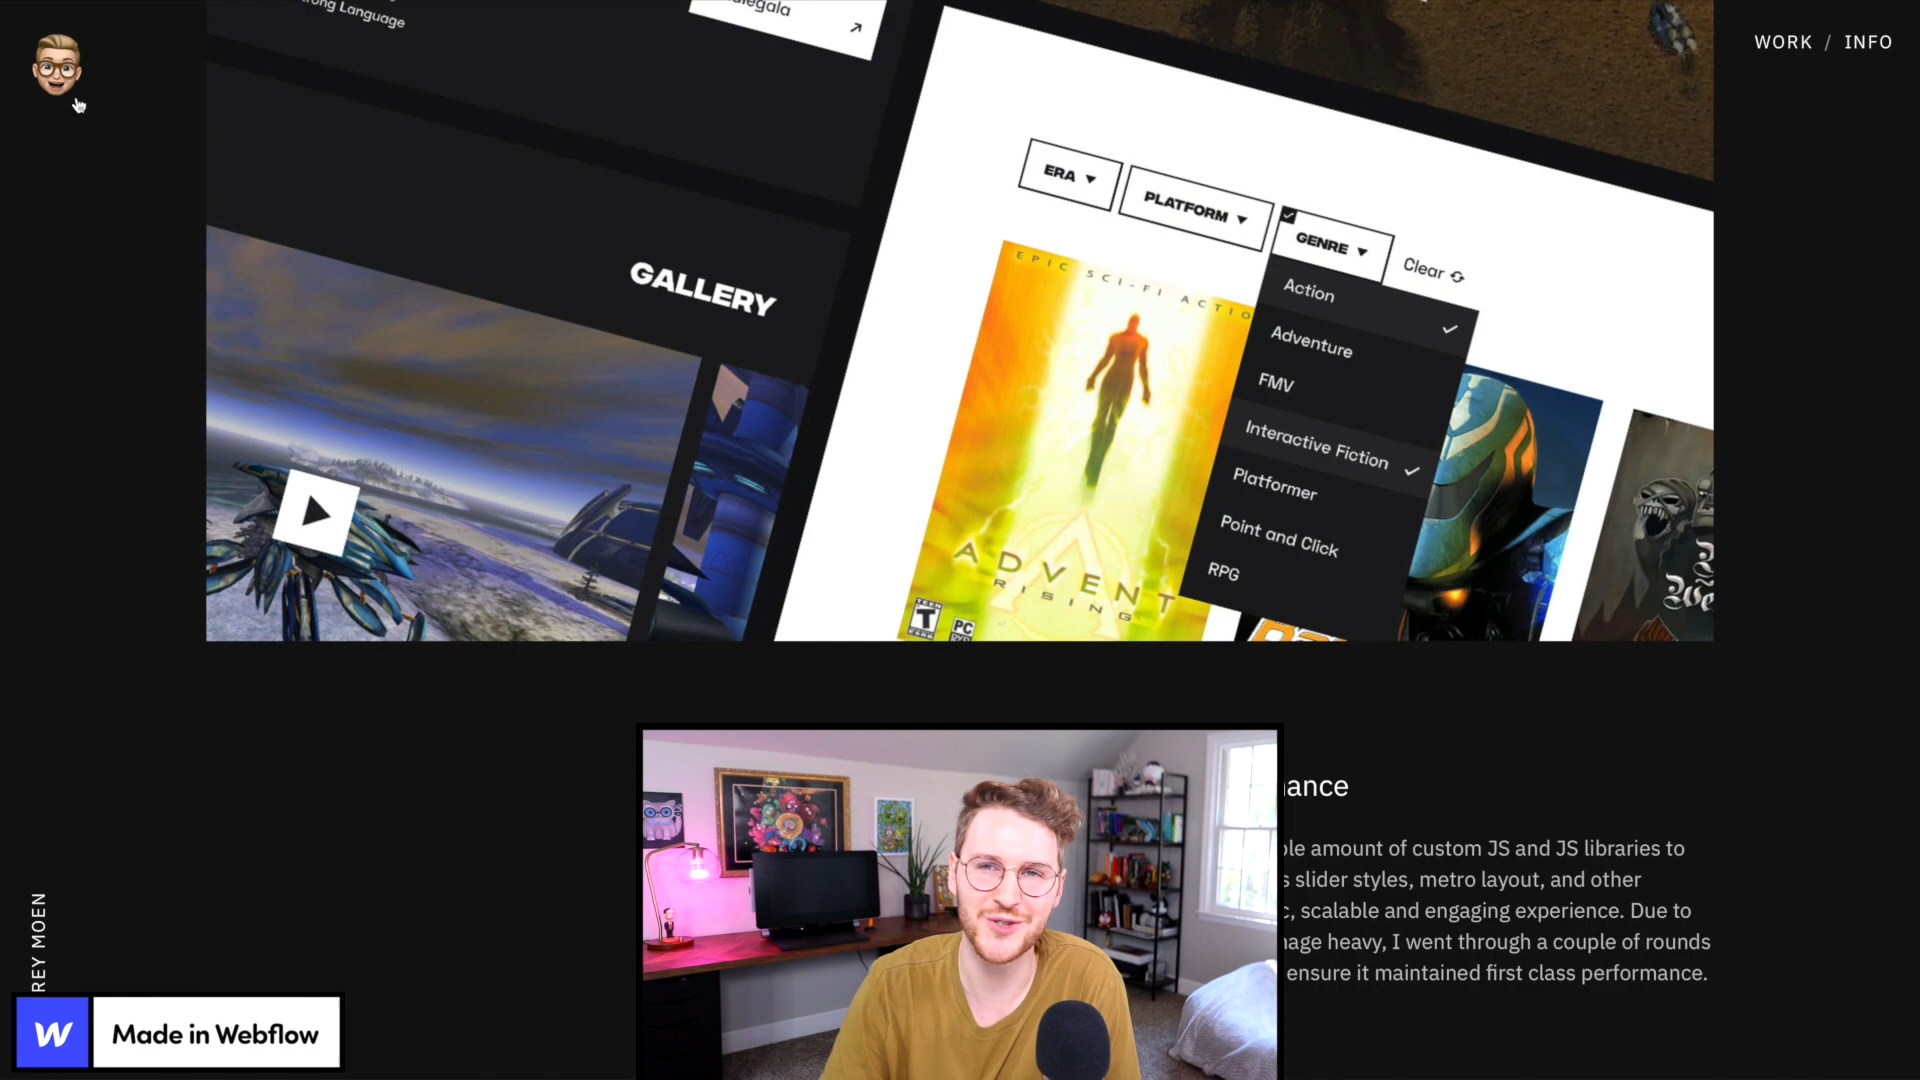 Strong Language
WORK / INFO
ERA
PLATFORM
GENRE
Clear
Action
Adventure
FMV
Interactive Fiction
Platformer
Point and Click
RPG
GALLERY
EPIC SCI-FI ACTIO
ADVENT
RISING
TEEN
T
ESRB
PC
ance
le amount of custom JS and JS libraries to
s slider styles, metro layout, and other
c, scalable and engaging experience. Due to
age heavy, I went through a couple of rounds
ensure it maintained first class performance.
REY MOEN
W
Made in Webflow